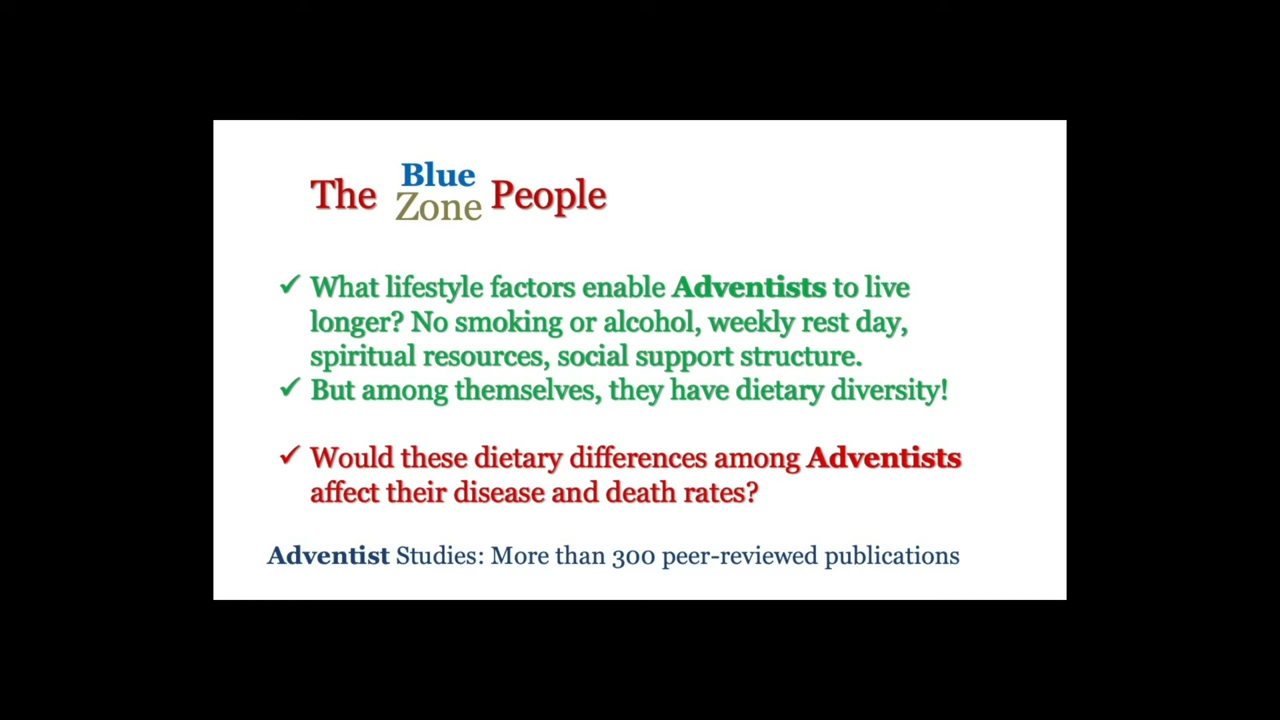 The Blue Zone People
✓ What lifestyle factors enable Adventists to live
longer? No smoking or alcohol, weekly rest day,
spiritual resources, social support structure.
✓ But among themselves, they have dietary diversity!
✓ Would these dietary differences among Adventists
affect their disease and death rates?
Adventist Studies: More than 300 peer-reviewed publications